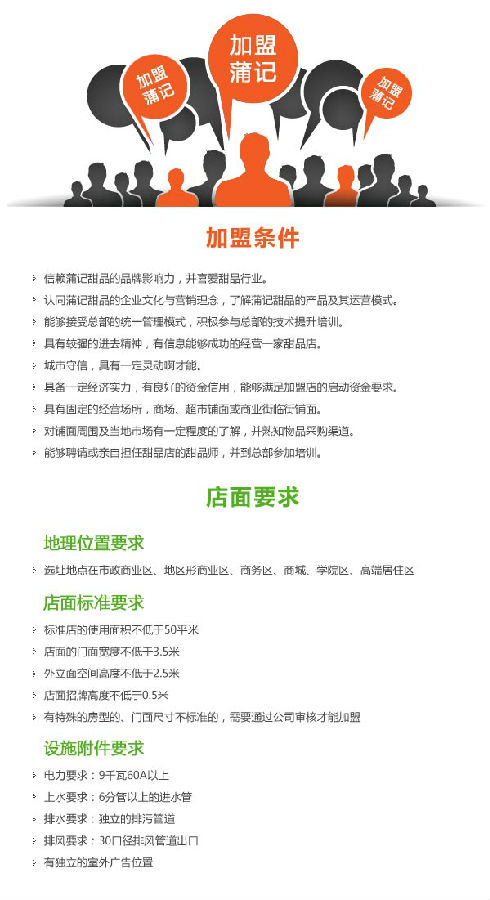 加盟
蒲记
加盟
蒲记
加盟
蒲记
加盟条件
信赖蒲记甜品的品牌影响力，并喜爱甜品行业。
认同蒲记甜品的企业文化与营销理念，了解蒲记甜品的产品及其运营模式。
能够接受总部的统一管理模式，积极参与总部的技术提升培训。
具有较强的进去精神，有信息能够成功的经营一家甜品店。
城市守信，具有一定灵动啊才能。
具备一定经济实力，有良好的资金信用，能够满足加盟店的启动资金要求。
具有固定的经营场所，商场、超市铺面或商业街临街铺面。
对铺面周围及当地市场有一定程度的了解，并熟知物品采购渠道。
能够聘请或亲自担任甜品店的甜品师，并到总部参加培训。
店面要求
地理位置要求
选址地点在市政商业区、地区形商业区、商务区、商城、学院区、高端居住区
店面标准要求
标准店的使用面积不低于50平米
店面的门面宽度不低于3.5米
外立面空间高度不低于2.5米
店面招牌高度不低于0.5米
有特殊的房型的、门面尺寸不标准的，需要通过公司审核才能加盟
设施附件要求
电力要求：9千瓦60A以上
上水要求：6分管以上的进水管
排水要求：独立的排污管道
排风要求：30口径排风管道出口
有独立的室外广告位置